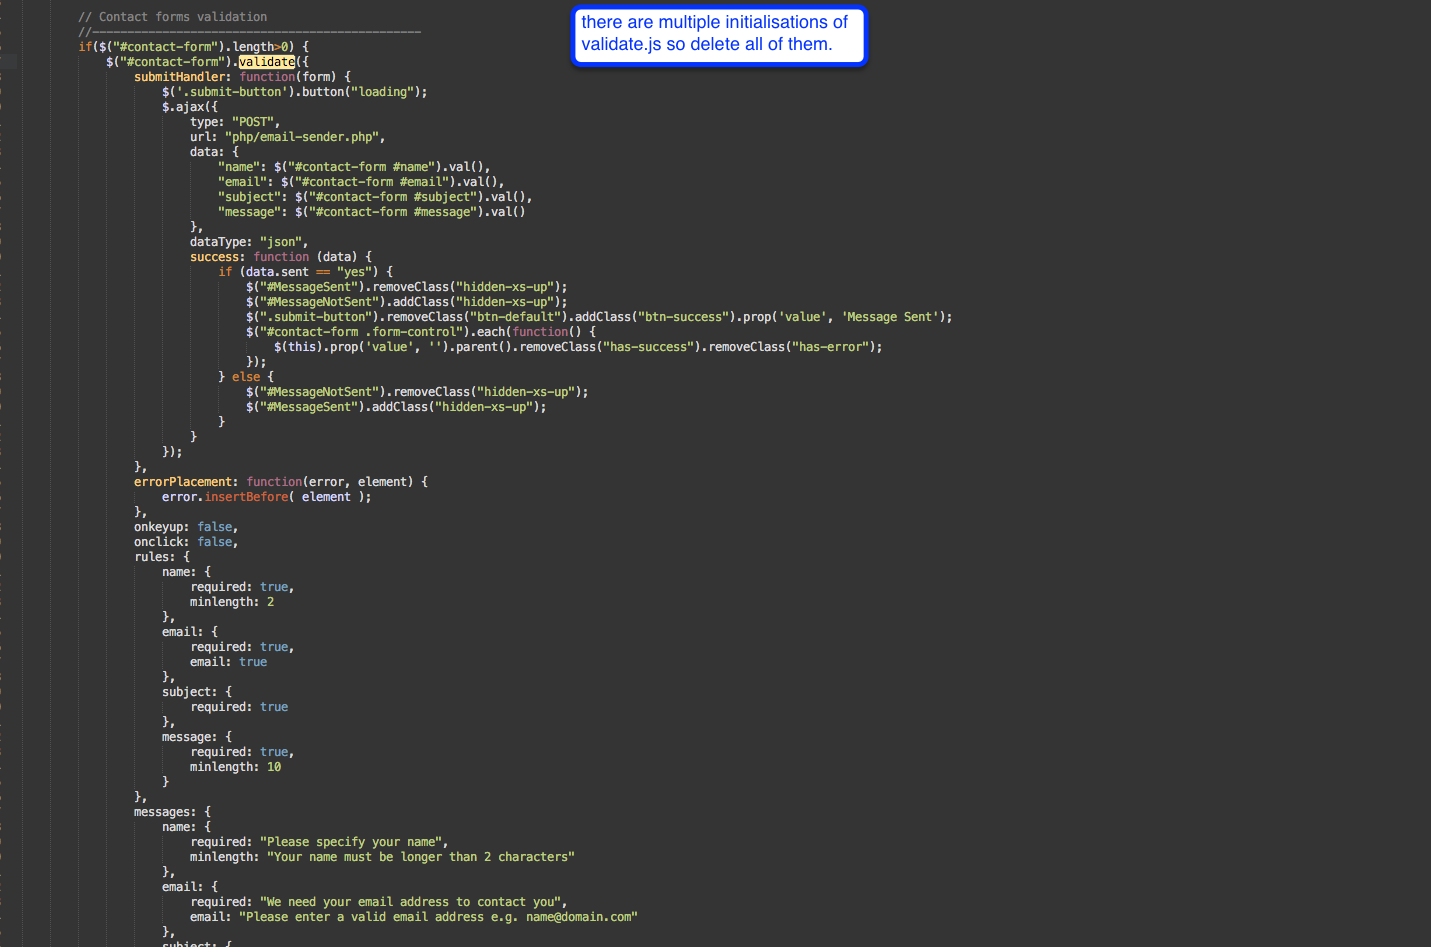 // Contact forms validation
//-----------------------------------------------
if($("#contact-form").length>0) {
$("#contact-form").validate({
submitHandler: function(form) {
$('.submit-button').button("loading");
$.ajax({
type: "POST",
url: "php/email-sender.php",
data: {
"name": $("#contact-form #name").val(),
"email": $("#contact-form #email").val(),
"subject": $("#contact-form #subject").val(),
"message": $("#contact-form #message").val()
},
dataType: "json",
success: function (data) {
if (data.sent == "yes") {
$("#MessageSent").removeClass("hidden-xs-up");
$("#MessageNotSent").addClass("hidden-xs-up");
$(".submit-button").removeClass("btn-default").addClass("btn-success").prop('value', 'Message Sent');
$("#contact-form .form-control").each(function() {
$(this).prop('value', '').parent().removeClass("has-success").removeClass("has-error");
});
} else {
$("#MessageNotSent").removeClass("hidden-xs-up");
$("#MessageSent").addClass("hidden-xs-up");
}
}
});
},
errorPlacement: function(error, element) {
error.insertBefore( element );
},
onkeyup: false,
onclick: false,
rules: {
name: {
required: true,
minlength: 2
},
email: {
required: true,
email: true
},
subject: {
required: true
},
message: {
required: true,
minlength: 10
}
},
messages: {
name: {
required: "Please specify your name",
minlength: "Your name must be longer than 2 characters"
},
email: {
required: "We need your email address to contact you",
email: "Please enter a valid email address e.g. name@domain.com"
},
subject: {
there are multiple initialisations of
validate.js so delete all of them.